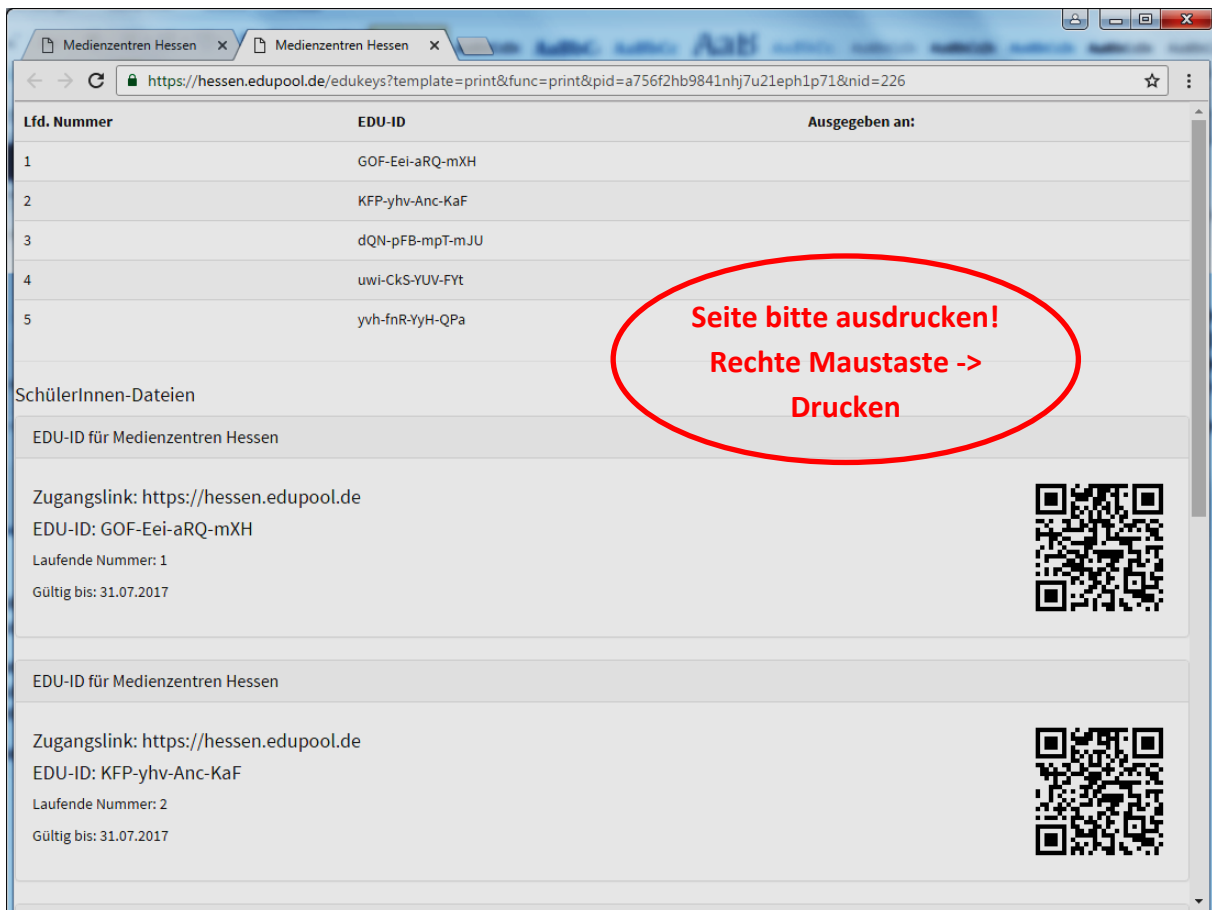 Medienzentren Hessen
Medienzentren Hessen
https://hessen.edupool.de/edukeys?template=print&func=print&pid=a756f2hb9841nhj7u21eph1p71&nid=226
Lfd. Nummer EDU-ID Ausgegeben an:
1 GOF-Eei-aRQ-mXH
2 KFP-yhv-Anc-KaF
3 dQN-pFB-mpT-mJU
4 uwi-CkS-YUV-FYt
5 yvh-fnR-YyH-QPa
Seite bitte ausdrucken!
Rechte Maustaste ->
Drucken
SchülerInnen-Dateien
EDU-ID für Medienzentren Hessen
Zugangslink: https://hessen.edupool.de
EDU-ID: GOF-Eei-aRQ-mXH
Laufende Nummer: 1
Gültig bis: 31.07.2017
EDU-ID für Medienzentren Hessen
Zugangslink: https://hessen.edupool.de
EDU-ID: KFP-yhv-Anc-KaF
Laufende Nummer: 2
Gültig bis: 31.07.2017